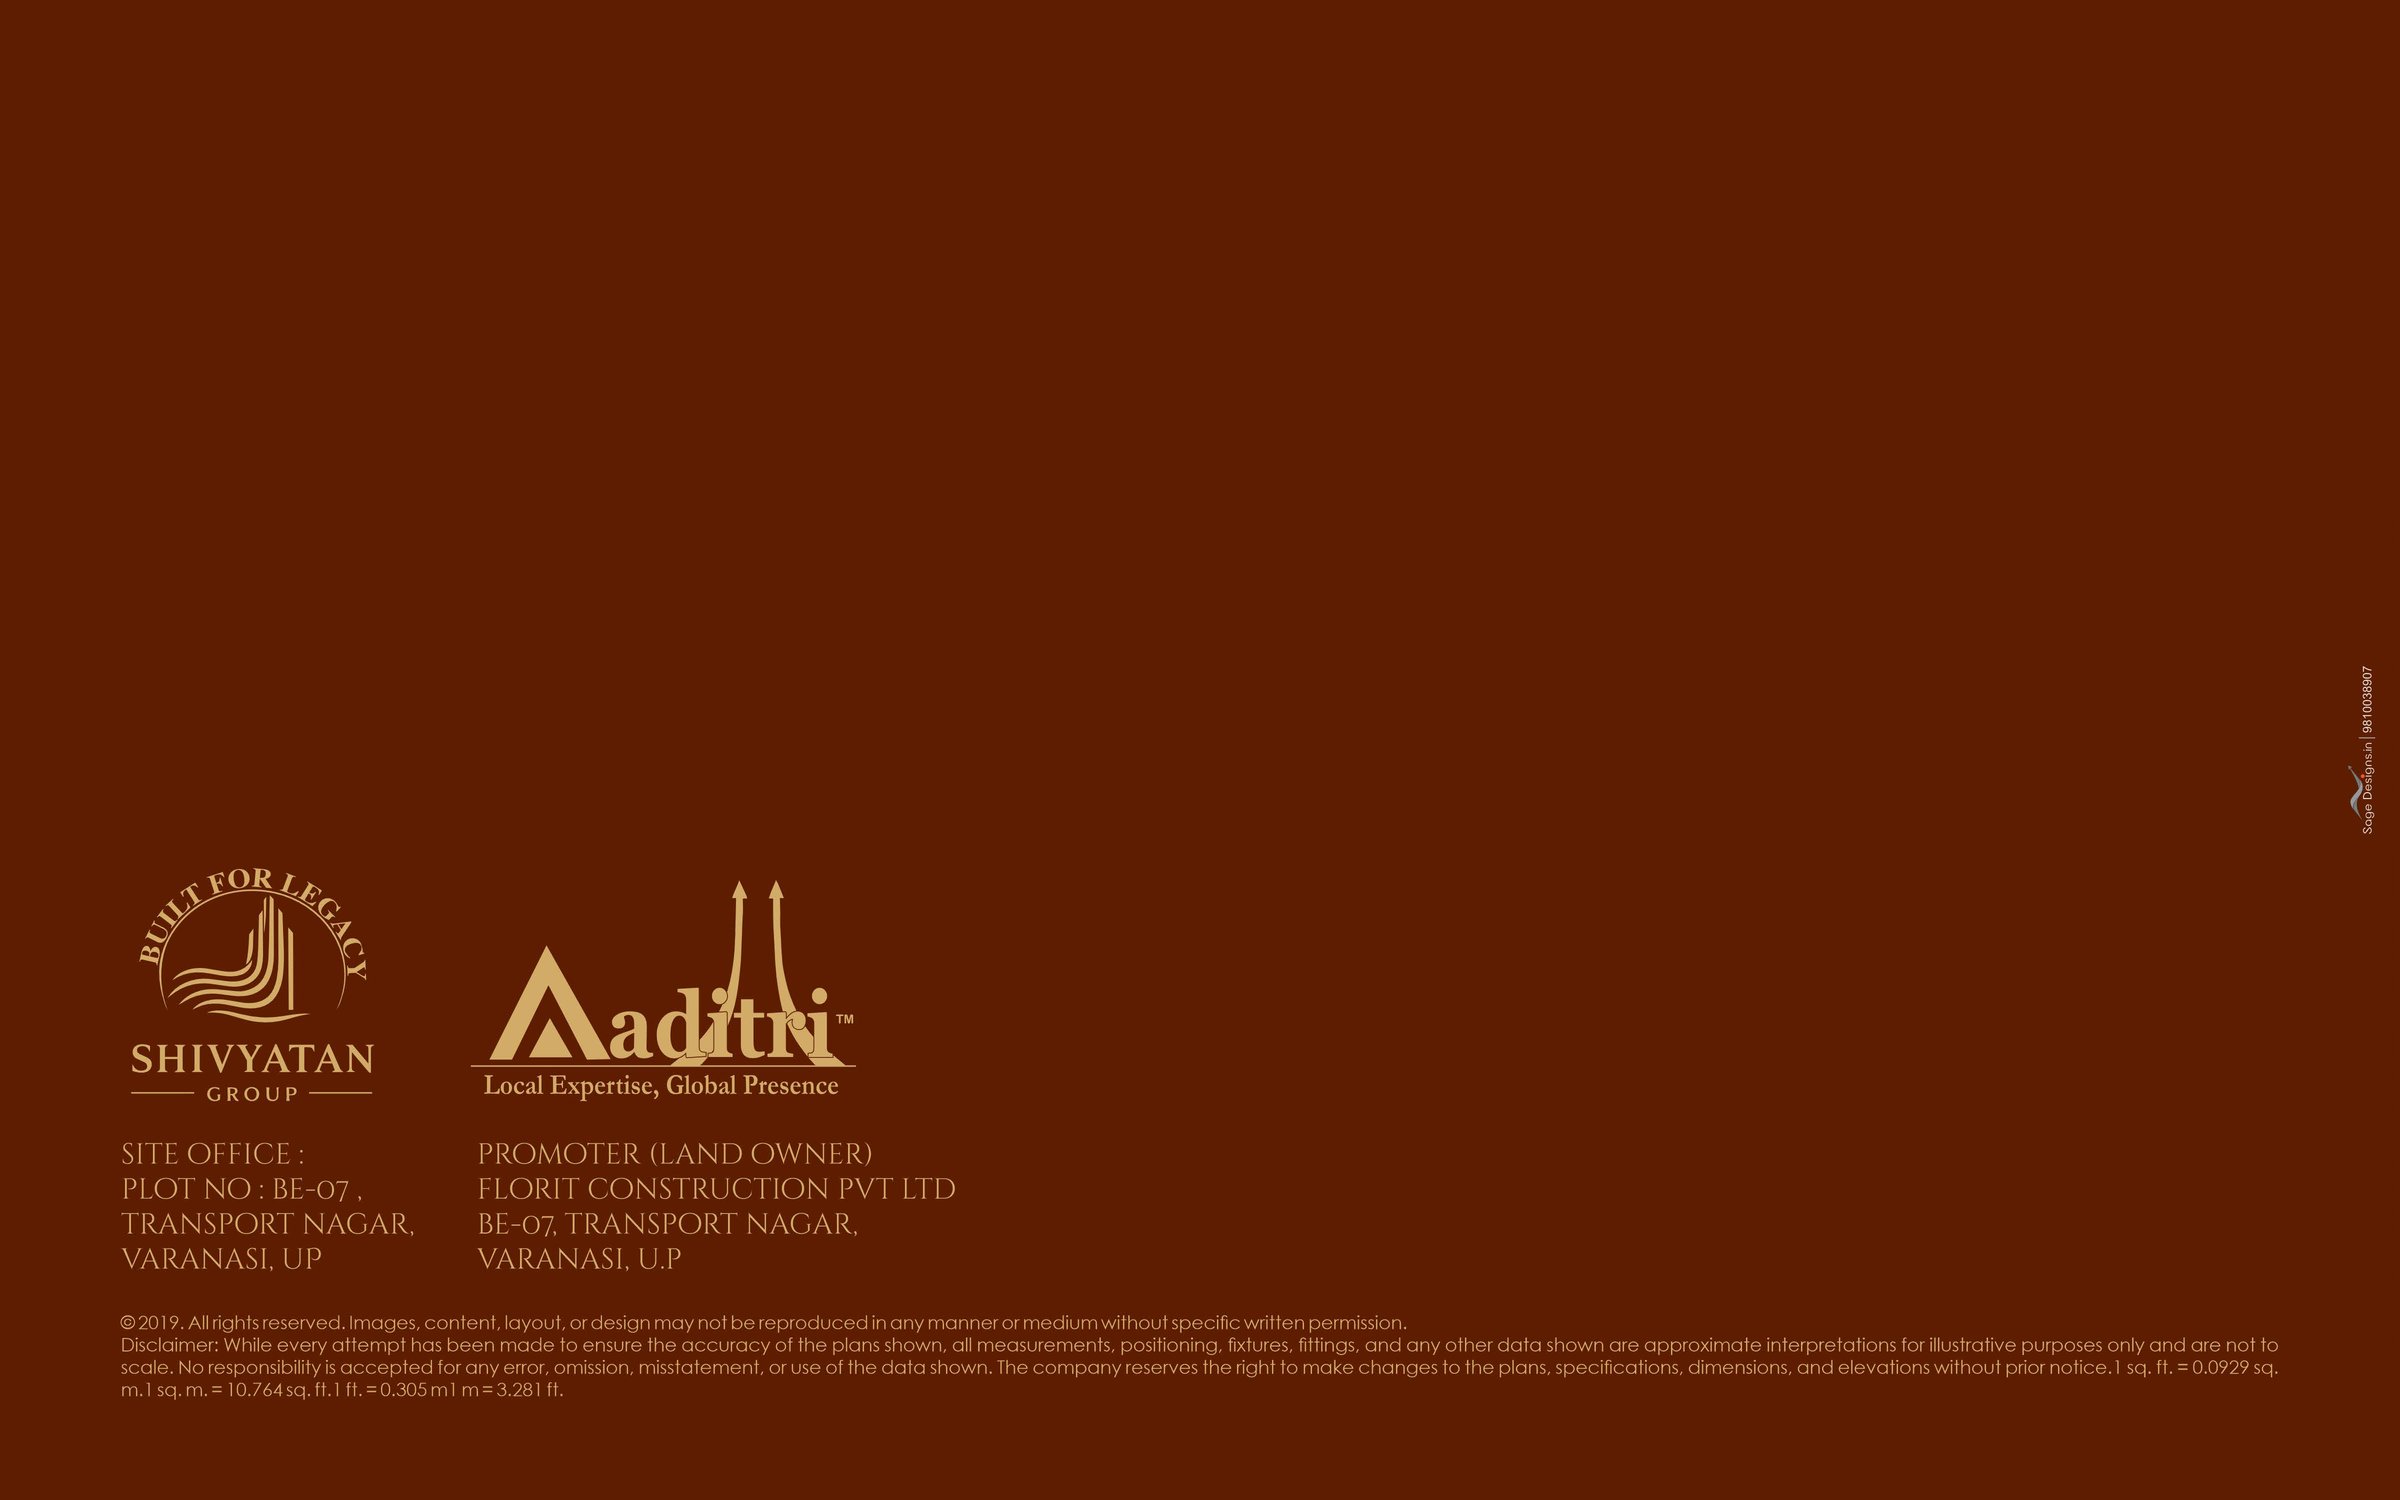 BUILT FOR LEGACY
SHIVYATAN
GROUP
Aaditri™
Local Expertise, Global Presence
SITE OFFICE :
PLOT NO : BE-07 ,
TRANSPORT NAGAR,
VARANASI, UP
PROMOTER (LAND OWNER)
FLORIT CONSTRUCTION PVT LTD
BE-07, TRANSPORT NAGAR,
VARANASI, U.P
©2019. All rights reserved. Images, content, layout, or design may not be reproduced in any manner or medium without specific written permission.
Disclaimer: While every attempt has been made to ensure the accuracy of the plans shown, all measurements, positioning, fixtures, fittings, and any other data shown are approximate interpretations for illustrative purposes only and are not to
scale. No responsibility is accepted for any error, omission, misstatement, or use of the data shown. The company reserves the right to make changes to the plans, specifications, dimensions, and elevations without prior notice.1 sq. ft. = 0.0929 sq.
m.1 sq. m. = 10.764 sq. ft.1 ft. = 0.305 m1 m = 3.281 ft.
Sage Designs.in | 9810038907